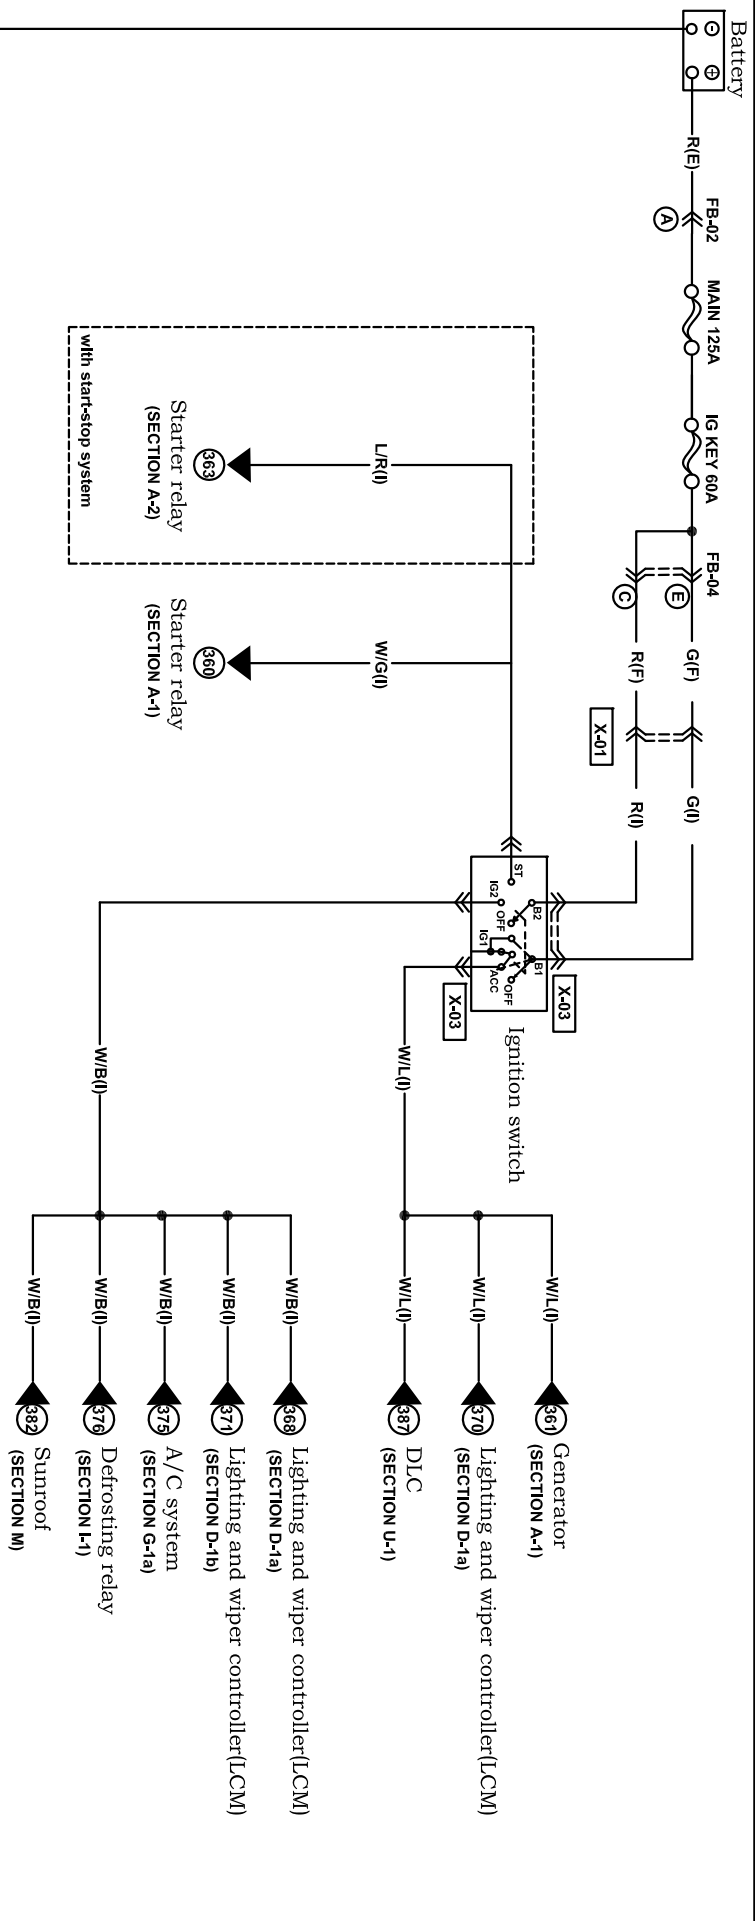 Battery
-
+
R(E)
FB-02
A
MAIN 125A
IG KEY 60A
FB-04
E
C
G(F)
R(F)
X-01
G(I)
R(I)
with start-stop system
L/R(I)
363
Starter relay
(SECTION A-2)
W/G(I)
360
Starter relay
(SECTION A-1)
ST
IG2
OFF
B2
IG1
ACC
OFF
B1
X-03
X-03
Ignition switch
W/L(I)
W/B(I)
W/L(I)
361
Generator
(SECTION A-1)
W/L(I)
370
Lighting and wiper controller(LCM)
(SECTION D-1a)
W/L(I)
387
DLC
(SECTION U-1)
W/B(I)
368
Lighting and wiper controller(LCM)
(SECTION D-1a)
W/B(I)
371
Lighting and wiper controller(LCM)
(SECTION D-1b)
W/B(I)
375
A/C system
(SECTION G-1a)
W/B(I)
376
Defrosting relay
(SECTION I-1)
W/B(I)
382
Sunroof
(SECTION M)